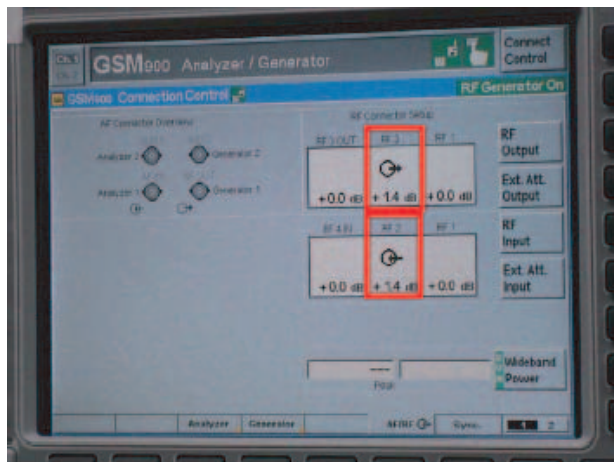 Ch. 1
GSM900 Analyzer / Generator
Connect
Control
GSM900 Connection Control
RF Generator On
AF Connector Overview
RF Connector Setup
Analyzer 2
Generator 2
Analyzer 1
Generator 1
RF 3 OUT
RF 2
RF 1
+0.0 dB
+1.4 dB
+0.0 dB
RF
Output
Ext. Att.
Output
RF 4 IN
RF 2
RF 1
+0.0 dB
+1.4 dB
+0.0 dB
RF
Input
Ext. Att.
Input
---
Peak
Wideband
Power
Analyzer
Generator
AF/RF
Sync.
1 2